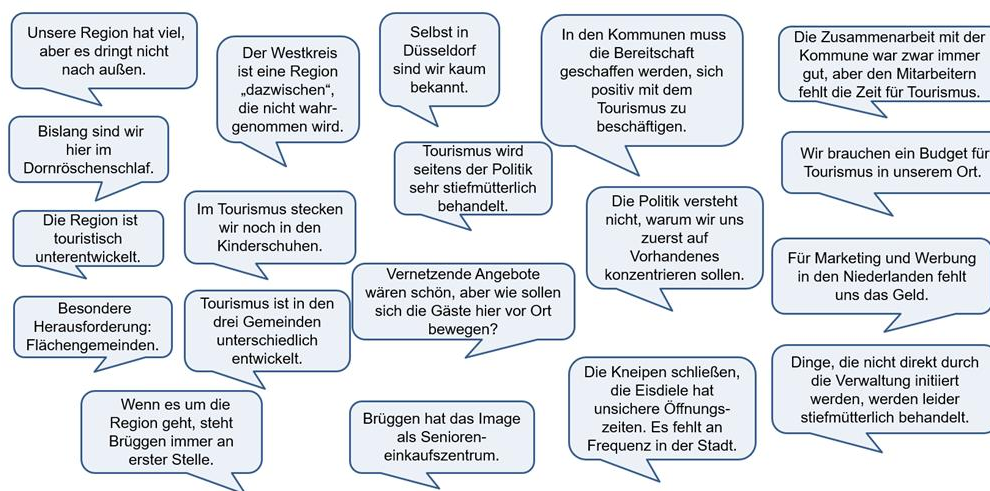 Unsere Region hat viel,
aber es dringt nicht
nach außen.
Der Westkreis
ist eine Region
„dazwischen“,
die nicht wahr-
genommen wird.
Selbst in
Düsseldorf
sind wir kaum
bekannt.
In den Kommunen muss
die Bereitschaft
geschaffen werden, sich
positiv mit dem
Tourismus zu
beschäftigen.
Die Zusammenarbeit mit der
Kommune war zwar immer
gut, aber den Mitarbeitern
fehlt die Zeit für Tourismus.
Bislang sind wir
hier im
Dornröschenschlaf.
Tourismus wird
seitens der Politik
sehr stiefmütterlich
behandelt.
Wir brauchen ein Budget für
Tourismus in unserem Ort.
Die Region ist
touristisch
unterentwickelt.
Im Tourismus stecken
wir noch in den
Kinderschuhen.
Die Politik versteht
nicht, warum wir uns
zuerst auf
Vorhandenes
konzentrieren sollen.
Für Marketing und Werbung
in den Niederlanden fehlt
uns das Geld.
Besondere
Herausforderung:
Flächengemeinden.
Tourismus ist in den
drei Gemeinden
unterschiedlich
entwickelt.
Vernetzende Angebote
wären schön, aber wie sollen
sich die Gäste hier vor Ort
bewegen?
Die Kneipen schließen,
die Eisdiele hat
unsichere Öffnungs-
zeiten. Es fehlt an
Frequenz in der Stadt.
Dinge, die nicht direkt durch
die Verwaltung initiiert
werden, werden leider
stiefmütterlich behandelt.
Wenn es um die
Region geht, steht
Brüggen immer an
erster Stelle.
Brüggen hat das Image
als Senioren-
einkaufszentrum.